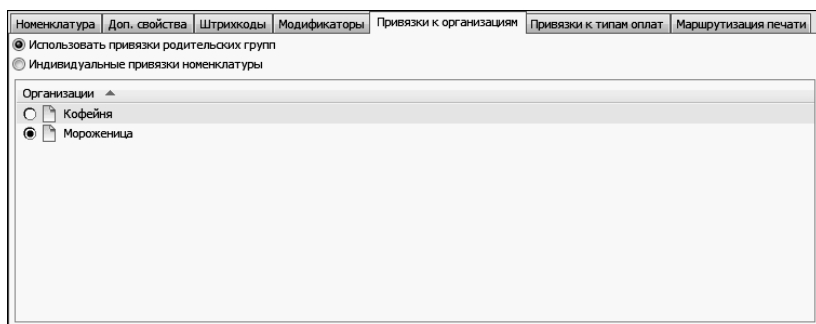 Номенклатура Доп. свойства Штрихкоды Модификаторы Привязки к организациям Привязки к типам оплат Маршрутизация печати
Использовать привязки родительских групп
Индивидуальные привязки номенклатуры
Организации
Кофейня
Мороженица